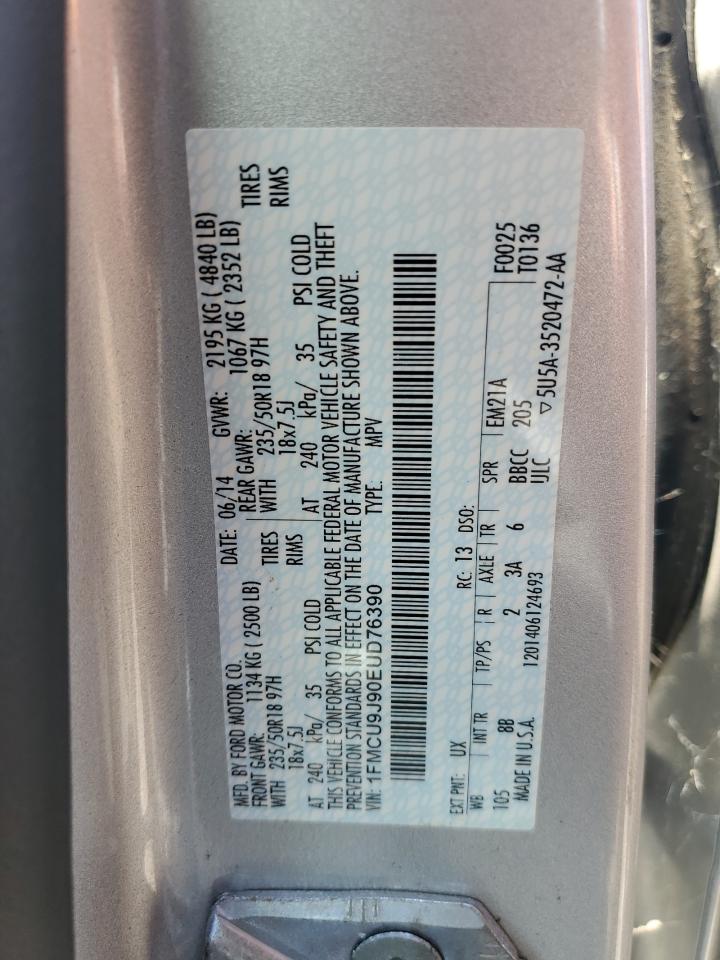 MFD. BY FORD MOTOR CO. DATE: 06/14 GVWR: 2195 KG ( 4840 LB)
FRONT GAWR: 1134 KG ( 2500 LB) REAR GAWR: 1067 KG ( 2352 LB)
WITH 235/50R18 97H TIRES WITH 235/50R18 97H TIRES
18x7.5J RIMS 18x7.5J RIMS
AT 240 kPa/ 35 PSI COLD AT 240 kPa/ 35 PSI COLD
THIS VEHICLE CONFORMS TO ALL APPLICABLE FEDERAL MOTOR VEHICLE SAFETY AND THEFT
PREVENTION STANDARDS IN EFFECT ON THE DATE OF MANUFACTURE SHOWN ABOVE.
VIN: 1FMCU9J90EUD76390 TYPE: MPV
EXT PNT: UX RC: 13 DSO: F0025
WB INT TR TP/PS R AXLE TR SPR EM21A T0136
105 8B 2 3A 6 BBCC 205
MADE IN U.S.A. 1201406124693 ULC ▽5U5A-3520472-AA